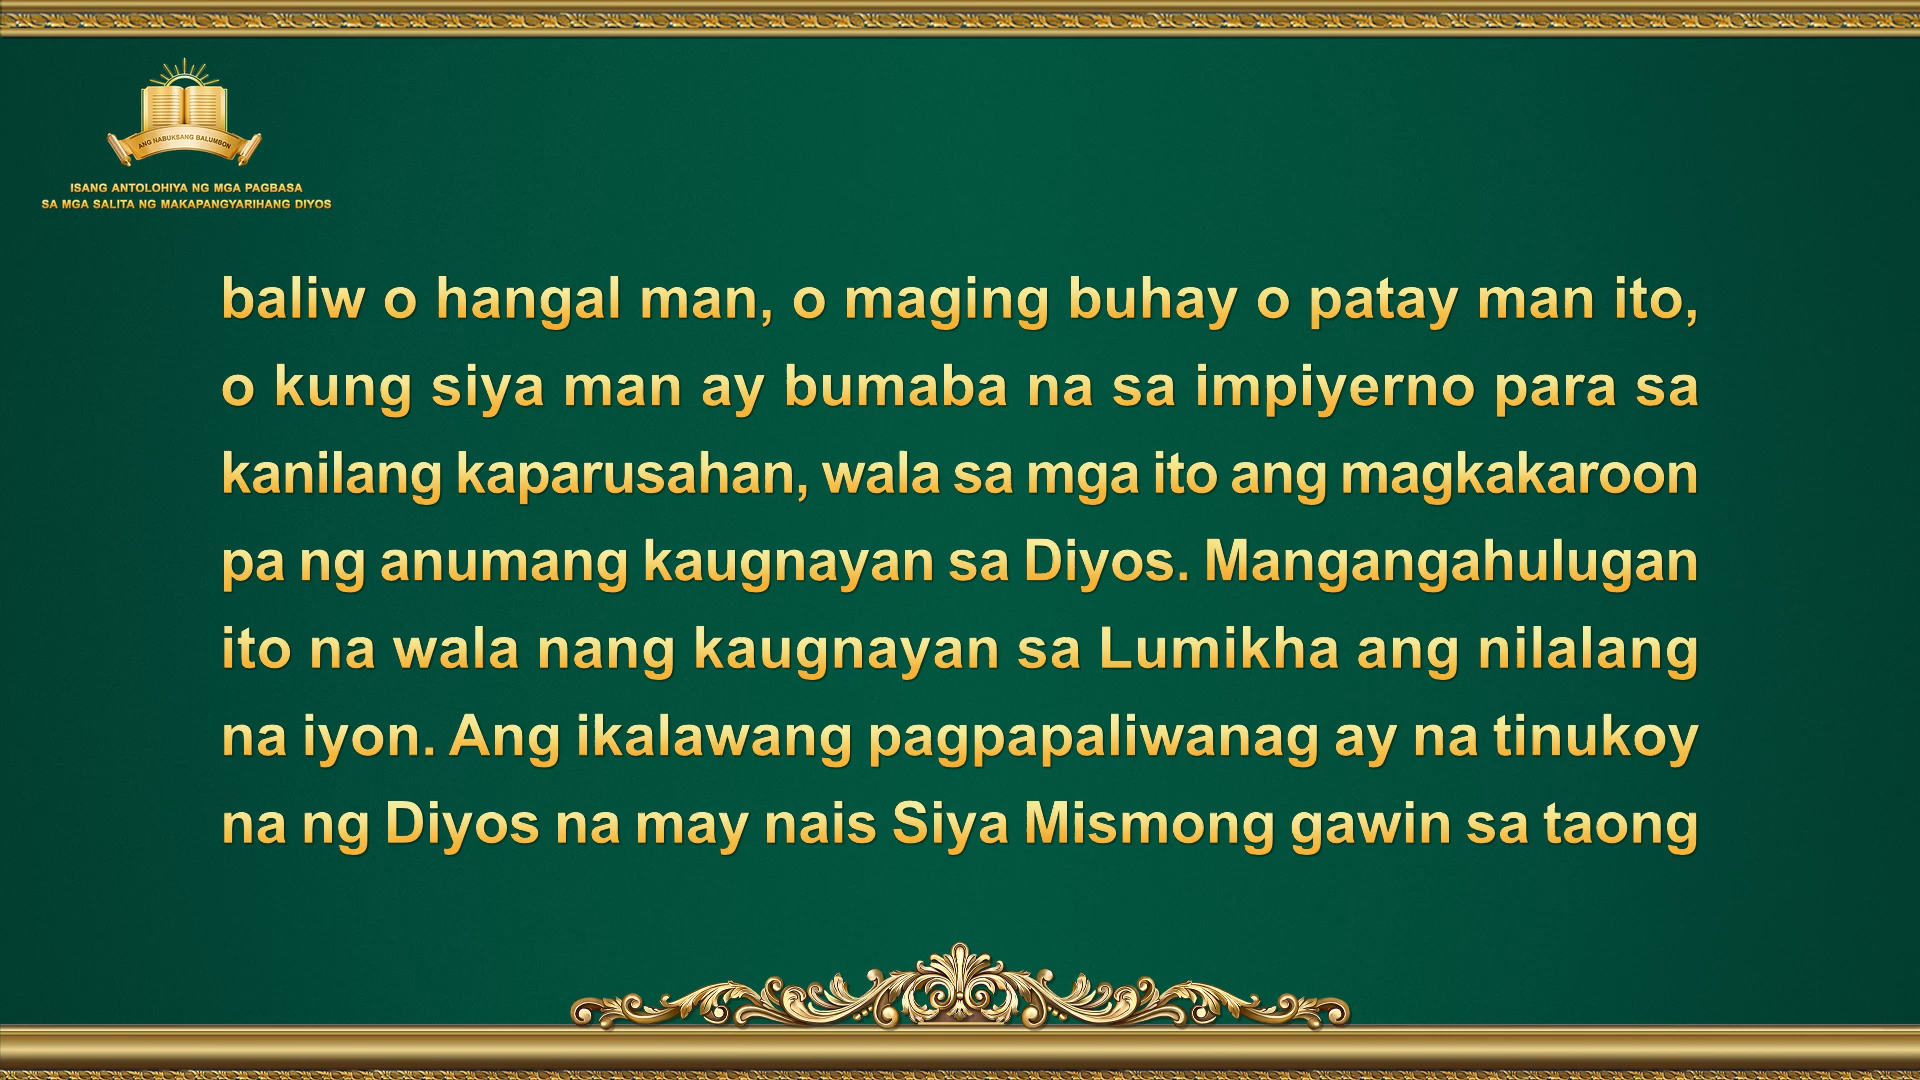 ANG NABUKSANG BALUMBON
ISANG ANTOLOHIYA NG MGA PAGBASA
SA MGA SALITA NG MAKAPANGYARIHANG DIYOS
baliw o hangal man, o maging buhay o patay man ito,
o kung siya man ay bumaba na sa impiyerno para sa
kanilang kaparusahan, wala sa mga ito ang magkakaroon
pa ng anumang kaugnayan sa Diyos. Mangangahulugan
ito na wala nang kaugnayan sa Lumikha ang nilalang
na iyon. Ang ikalawang pagpapaliwanag ay na tinukoy
na ng Diyos na may nais Siya Mismong gawin sa taong